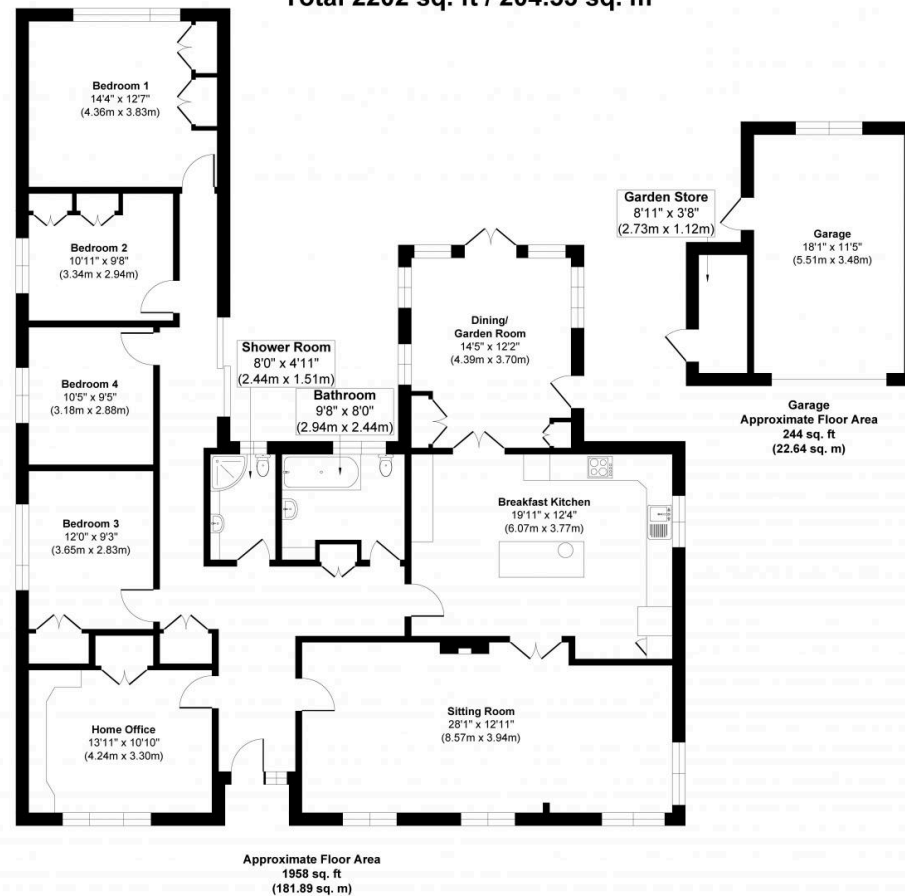 Total 2202 sq. ft / 204.53 sq. m
Bedroom 1
14'4" x 12'7"
(4.36m x 3.83m)
Bedroom 2
10'11" x 9'8"
(3.34m x 2.94m)
Bedroom 4
10'5" x 9'5"
(3.18m x 2.88m)
Bedroom 3
12'0" x 9'3"
(3.65m x 2.83m)
Home Office
13'11" x 10'10"
(4.24m x 3.30m)
Shower Room
8'0" x 4'11"
(2.44m x 1.51m)
Bathroom
9'8" x 8'0"
(2.94m x 2.44m)
Dining/
Garden Room
14'5" x 12'2"
(4.39m x 3.70m)
Breakfast Kitchen
19'11" x 12'4"
(6.07m x 3.77m)
Sitting Room
28'1" x 12'11"
(8.57m x 3.94m)
Garden Store
8'11" x 3'8"
(2.73m x 1.12m)
Garage
18'1" x 11'5"
(5.51m x 3.48m)
Garage
Approximate Floor Area
244 sq. ft
(22.64 sq. m)
Approximate Floor Area
1958 sq. ft
(181.89 sq. m)